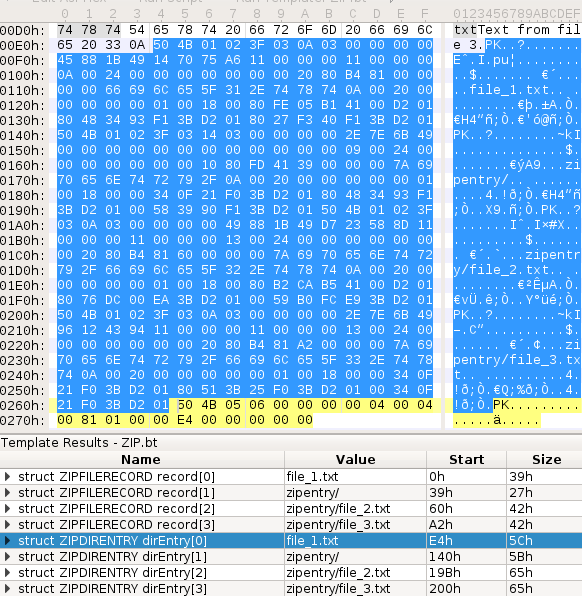 0 1 2 3 4 5 6 7 8 9 A B C D E F 0123456789ABCDEF
00D0h: 74 78 74 54 65 78 74 20 66 72 6F 6D 20 66 69 6C txtText from fil
00E0h: 65 20 33 0A 50 4B 01 02 3F 03 0A 03 00 00 00 00 e 3.PK..?.......
00F0h: 45 88 1B 49 14 70 75 A6 11 00 00 00 11 00 00 00 Eˆ.I.pu¦........
0100h: 0A 00 24 00 00 00 00 00 00 00 20 80 B4 81 00 00 ..$....... €´...
0110h: 00 00 66 69 6C 65 5F 31 2E 74 78 74 0A 00 20 00 ..file_1.txt.. .
0120h: 00 00 00 00 01 00 18 00 80 FE 05 B1 41 00 D2 01 ........€þ.±A.Ò.
0130h: 80 48 34 93 F1 3B D2 01 80 27 F3 40 F1 3B D2 01 €H4“ñ;Ò.€'ó@ñ;Ò.
0140h: 50 4B 01 02 3F 03 14 03 00 00 00 00 2E 7E 6B 49 PK..?........~kI
0150h: 00 00 00 00 00 00 00 00 00 00 00 00 09 00 24 00 ..............$.
0160h: 00 00 00 00 00 00 10 80 FD 41 39 00 00 00 7A 69 .......€ýA9...zi
0170h: 70 65 6E 74 72 79 2F 0A 00 20 00 00 00 00 00 01 pentry/.. ......
0180h: 00 18 00 00 34 0F 21 F0 3B D2 01 80 48 34 93 F1 ....4.!ð;Ò.€H4“ñ
0190h: 3B D2 01 00 58 39 90 F1 3B D2 01 50 4B 01 02 3F ;Ò..X9.ñ;Ò.PK..?
01A0h: 03 0A 03 00 00 00 00 49 88 1B 49 D7 23 58 8D 11 .......Iˆ.I×#X..
01B0h: 00 00 00 11 00 00 00 13 00 24 00 00 00 00 00 00 .........$......
01C0h: 00 20 80 B4 81 60 00 00 00 7A 69 70 65 6E 74 72 . €´.`...zipentr
01D0h: 79 2F 66 69 6C 65 5F 32 2E 74 78 74 0A 00 20 00 y/file_2.txt.. .
01E0h: 00 00 00 00 01 00 18 00 80 B2 CA B5 41 00 D2 01 ........€²ÊµA.Ò.
01F0h: 80 76 DC 00 EA 3B D2 01 00 59 B0 FC E9 3B D2 01 €vÜ.ê;Ò..Y°üé;Ò.
0200h: 50 4B 01 02 3F 03 0A 03 00 00 00 00 2E 7E 6B 49 PK..?........~kI
0210h: 96 12 43 94 11 00 00 00 11 00 00 00 13 00 24 00 –.C”..........$.
0220h: 00 00 00 00 00 00 20 80 B4 81 A2 00 00 00 7A 69 ...... €´.¢...zi
0230h: 70 65 6E 74 72 79 2F 66 69 6C 65 5F 33 2E 74 78 pentry/file_3.tx
0240h: 74 0A 00 20 00 00 00 00 00 01 00 18 00 00 34 0F t.. ..........4.
0250h: 21 F0 3B D2 01 80 51 3B 25 F0 3B D2 01 00 34 0F !ð;Ò.€Q;%ð;Ò..4.
0260h: 21 F0 3B D2 01 50 4B 05 06 00 00 00 00 04 00 04 !ð;Ò.PK.........
0270h: 00 81 01 00 00 E4 00 00 00 00 00 .....ä.....
Template Results - ZIP.bt
Name Value Start Size
struct ZIPFILERECORD record[0] file_1.txt 0h 39h
struct ZIPFILERECORD record[1] zipentry/ 39h 27h
struct ZIPFILERECORD record[2] zipentry/file_2.txt 60h 42h
struct ZIPFILERECORD record[3] zipentry/file_3.txt A2h 42h
struct ZIPDIRENTRY dirEntry[0] file_1.txt E4h 5Ch
struct ZIPDIRENTRY dirEntry[1] zipentry/ 140h 5Bh
struct ZIPDIRENTRY dirEntry[2] zipentry/file_2.txt 19Bh 65h
struct ZIPDIRENTRY dirEntry[3] zipentry/file_3.txt 200h 65h